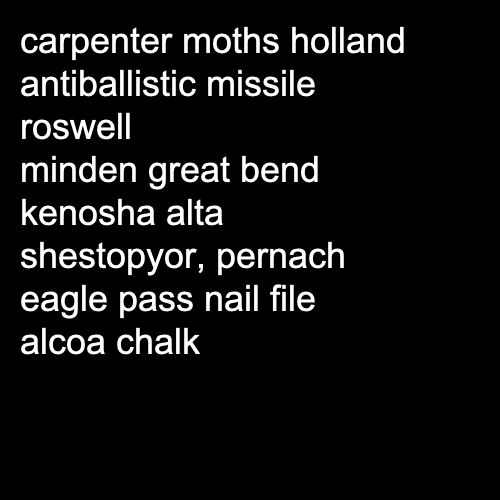 carpenter moths holland
antiballistic missile
roswell
minden great bend
kenosha alta
shestopyor, pernach
eagle pass nail file
alcoa chalk